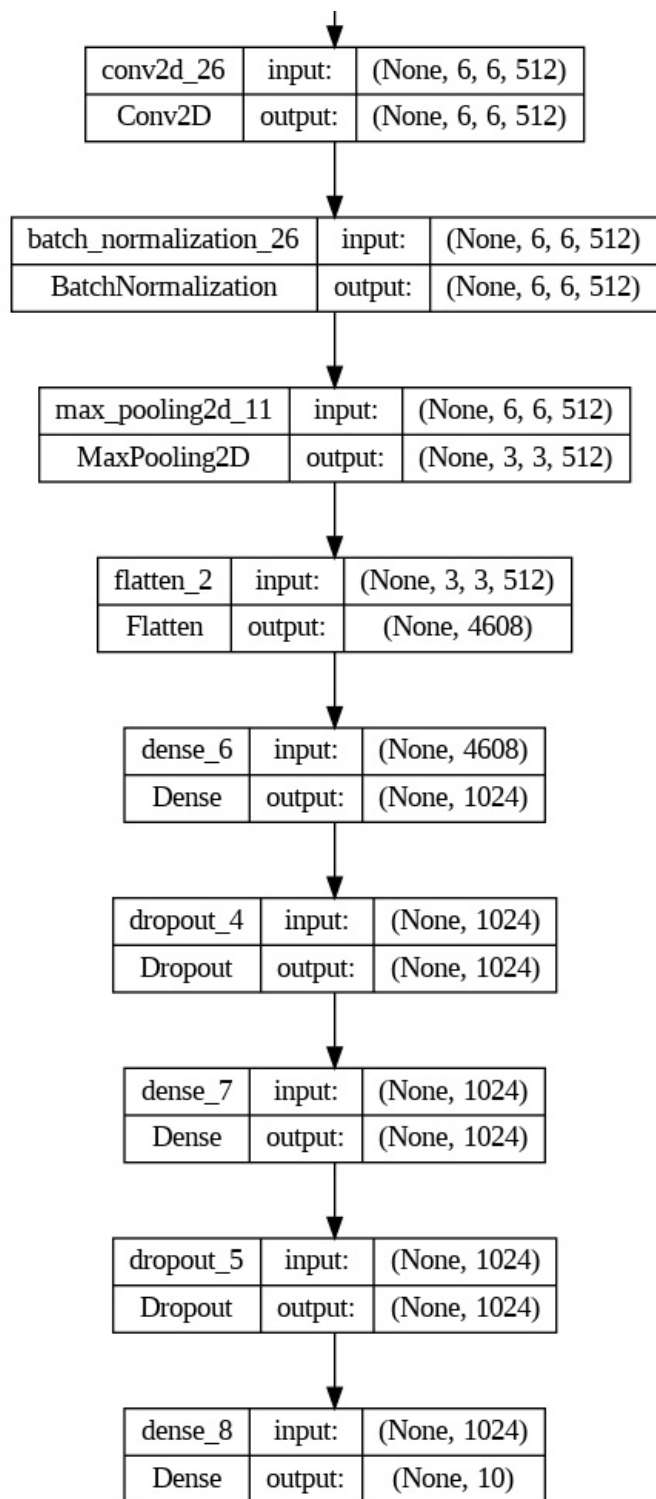 conv2d_26 input: (None, 6, 6, 512)
Conv2D output: (None, 6, 6, 512)
batch_normalization_26 input: (None, 6, 6, 512)
BatchNormalization output: (None, 6, 6, 512)
max_pooling2d_11 input: (None, 6, 6, 512)
MaxPooling2D output: (None, 3, 3, 512)
flatten_2 input: (None, 3, 3, 512)
Flatten output: (None, 4608)
dense_6 input: (None, 4608)
Dense output: (None, 1024)
dropout_4 input: (None, 1024)
Dropout output: (None, 1024)
dense_7 input: (None, 1024)
Dense output: (None, 1024)
dropout_5 input: (None, 1024)
Dropout output: (None, 1024)
dense_8 input: (None, 1024)
Dense output: (None, 10)